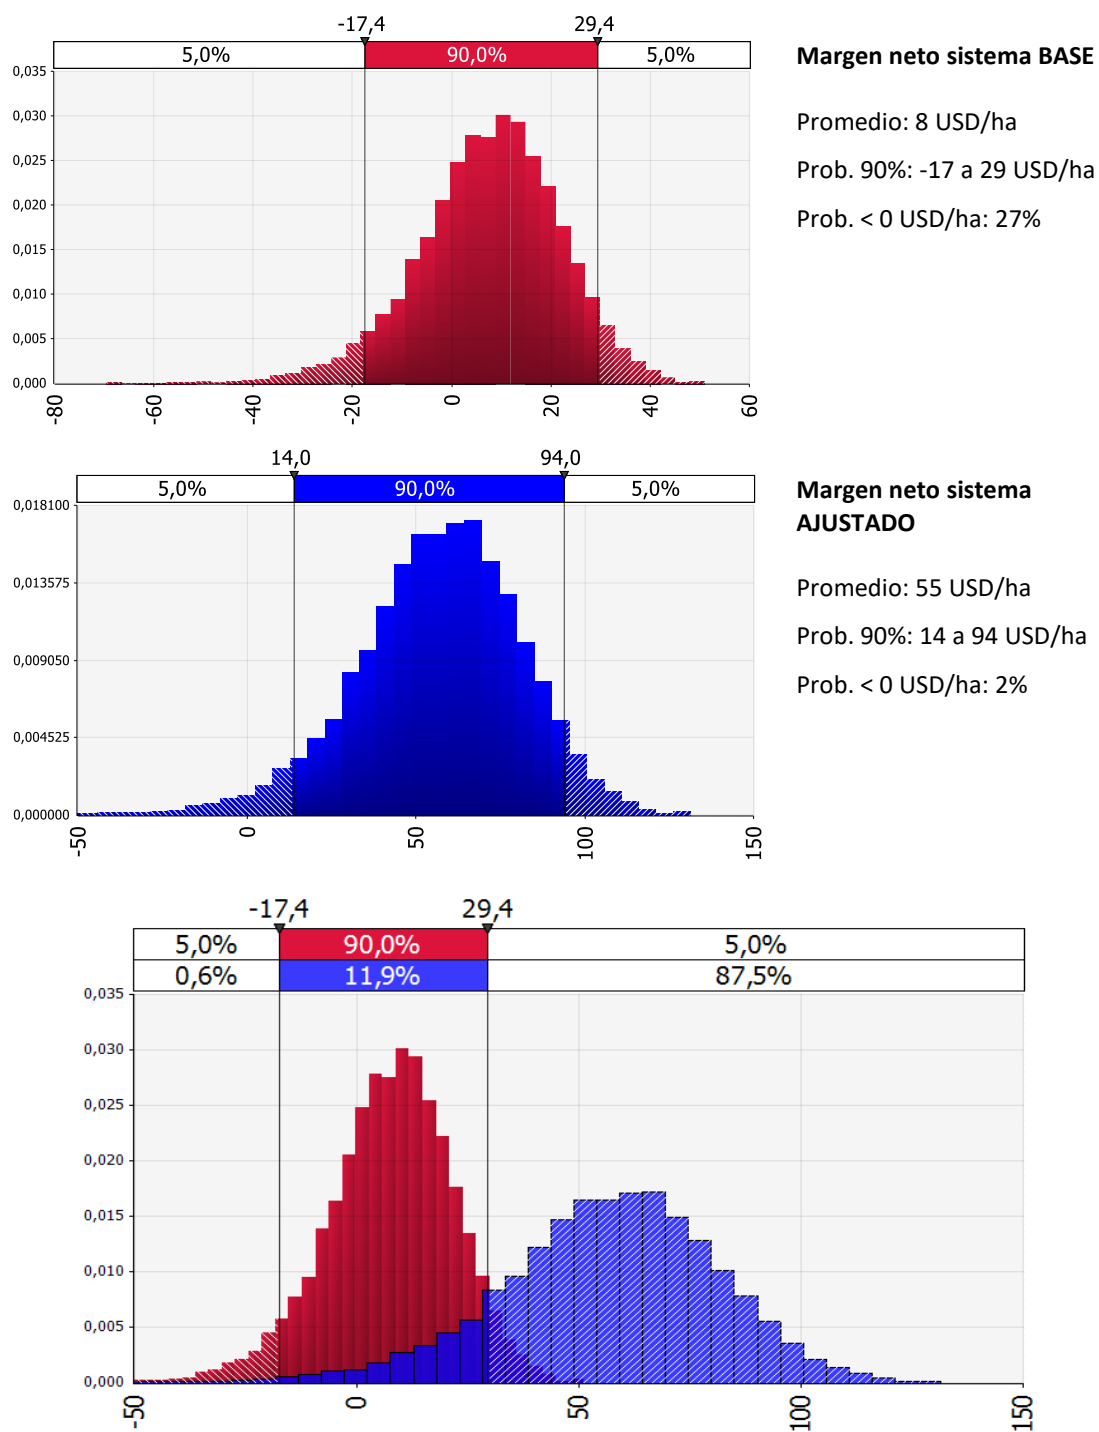 -17,4 29,4
5,0% 90,0% 5,0%
0,035
0,030
0,025
0,020
0,015
0,010
0,005
0,000
-80 -60 -40 -20 0 20 40 60
Margen neto sistema BASE
Promedio: 8 USD/ha
Prob. 90%: -17 a 29 USD/ha
Prob. < 0 USD/ha: 27%
14,0 94,0
5,0% 90,0% 5,0%
0,018100
0,013575
0,009050
0,004525
0,000000
-50 0 50 100 150
Margen neto sistema
AJUSTADO
Promedio: 55 USD/ha
Prob. 90%: 14 a 94 USD/ha
Prob. < 0 USD/ha: 2%
-17,4 29,4
5,0% 90,0% 5,0%
0,6% 11,9% 87,5%
0,035
0,030
0,025
0,020
0,015
0,010
0,005
0,000
-50 0 50 100 150